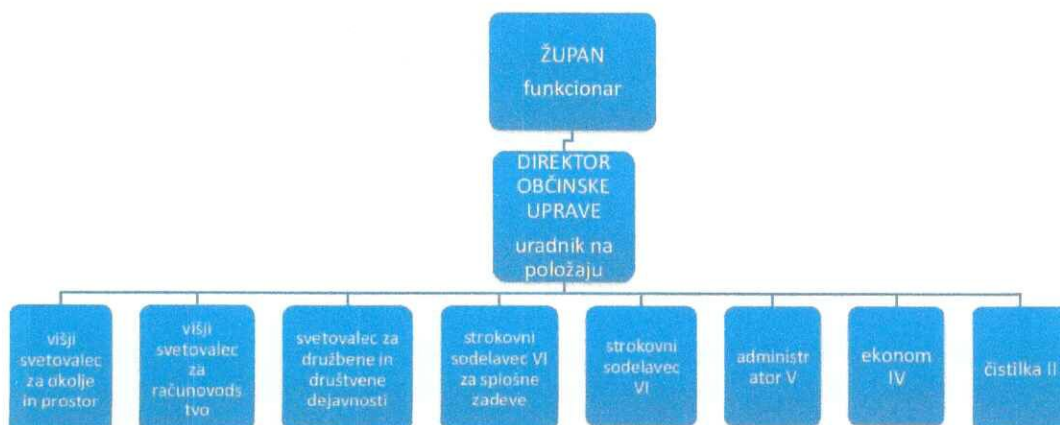 ŽUPAN
funkcionar
DIREKTOR
OBČINSKE
UPRAVE
uradnik na
položaju
višji
svetovalec
za okolje
in prostor
višji
svetovalec
za
računovods
tvo
svetovalec za
družbene in
društvene
dejavnosti
strokovni
sodelavec VI
za splošne
zadeve
strokovni
sodelavec
VI
administr
ator V
ekonom
IV
čistilka II